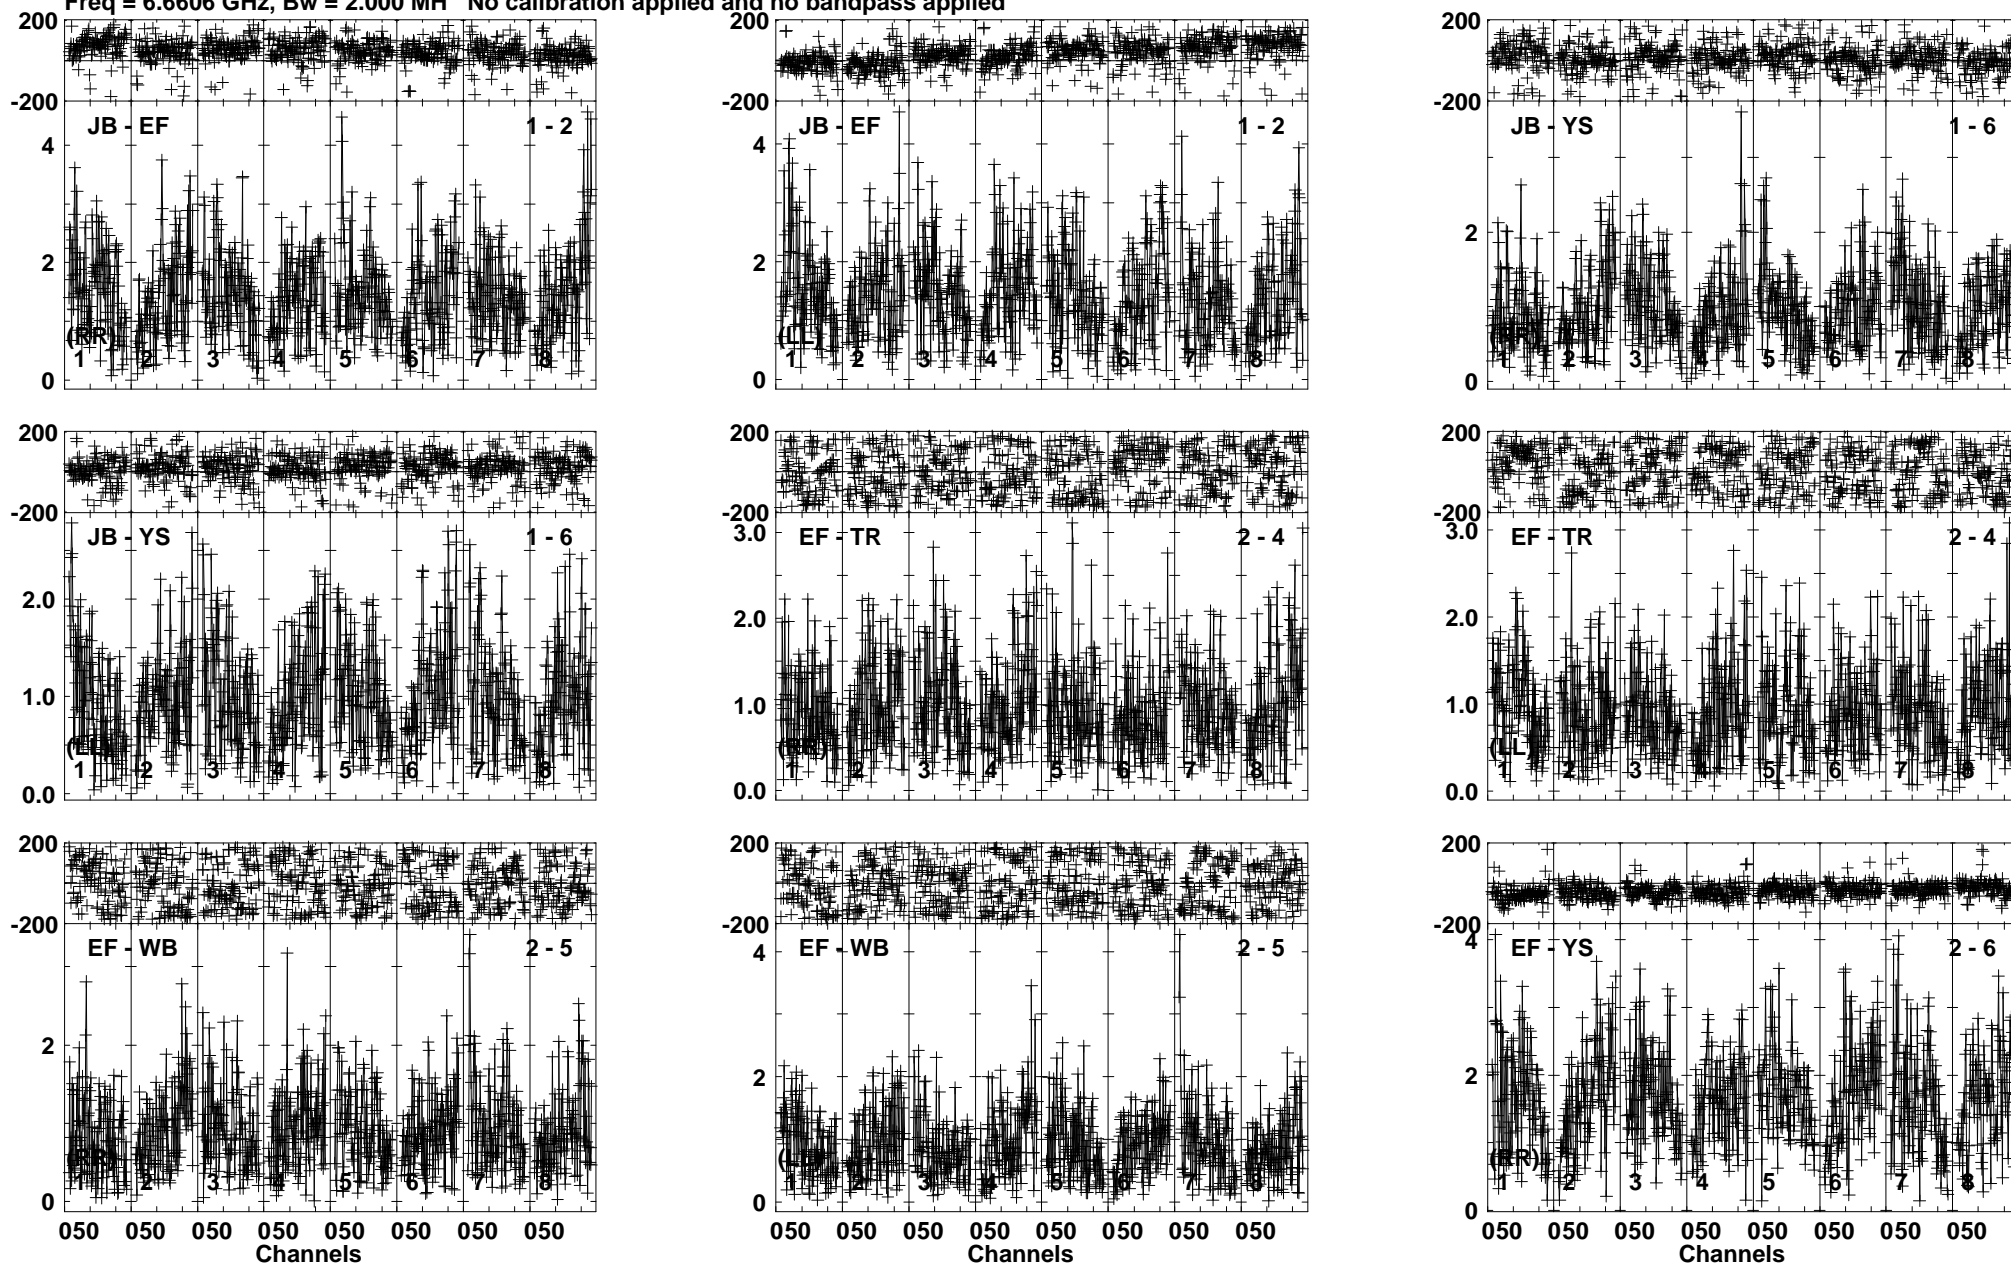 Freq = 6.6606 GHz, Bw = 2.000 MH No calibration applied and no bandpass applied
200
-200
JB - EF 1 - 2
4
2
0
(RR)
1 2 3 4 5 6 7 8
200
-200
JB - EF 1 - 2
4
2
0
(LL)
1 2 3 4 5 6 7 8
200
-200
JB - YS 1 - 6
2
0
(RR)
1 2 3 4 5 6 7 8
200
-200
JB - YS 1 - 6
2.0
1.0
0.0
(LL)
1 2 3 4 5 6 7 8
200
-200
EF - TR 2 - 4
3.0
2.0
1.0
0.0
(RR)
1 2 3 4 5 6 7 8
200
-200
EF - TR 2 - 4
3.0
2.0
1.0
0.0
(LL)
1 2 3 4 5 6 7 8
200
-200
EF - WB 2 - 5
2
0
(RR)
1 2 3 4 5 6 7 8
050 050 050 050 050 050 050 050
Channels
200
-200
EF - WB 2 - 5
4
2
0
(LL)
1 2 3 4 5 6 7 8
050 050 050 050 050 050 050 050
Channels
200
-200
EF - YS 2 - 6
4
2
0
(RR)
1 2 3 4 5 6 7 8
050 050 050 050 050 050 050 050
Channels